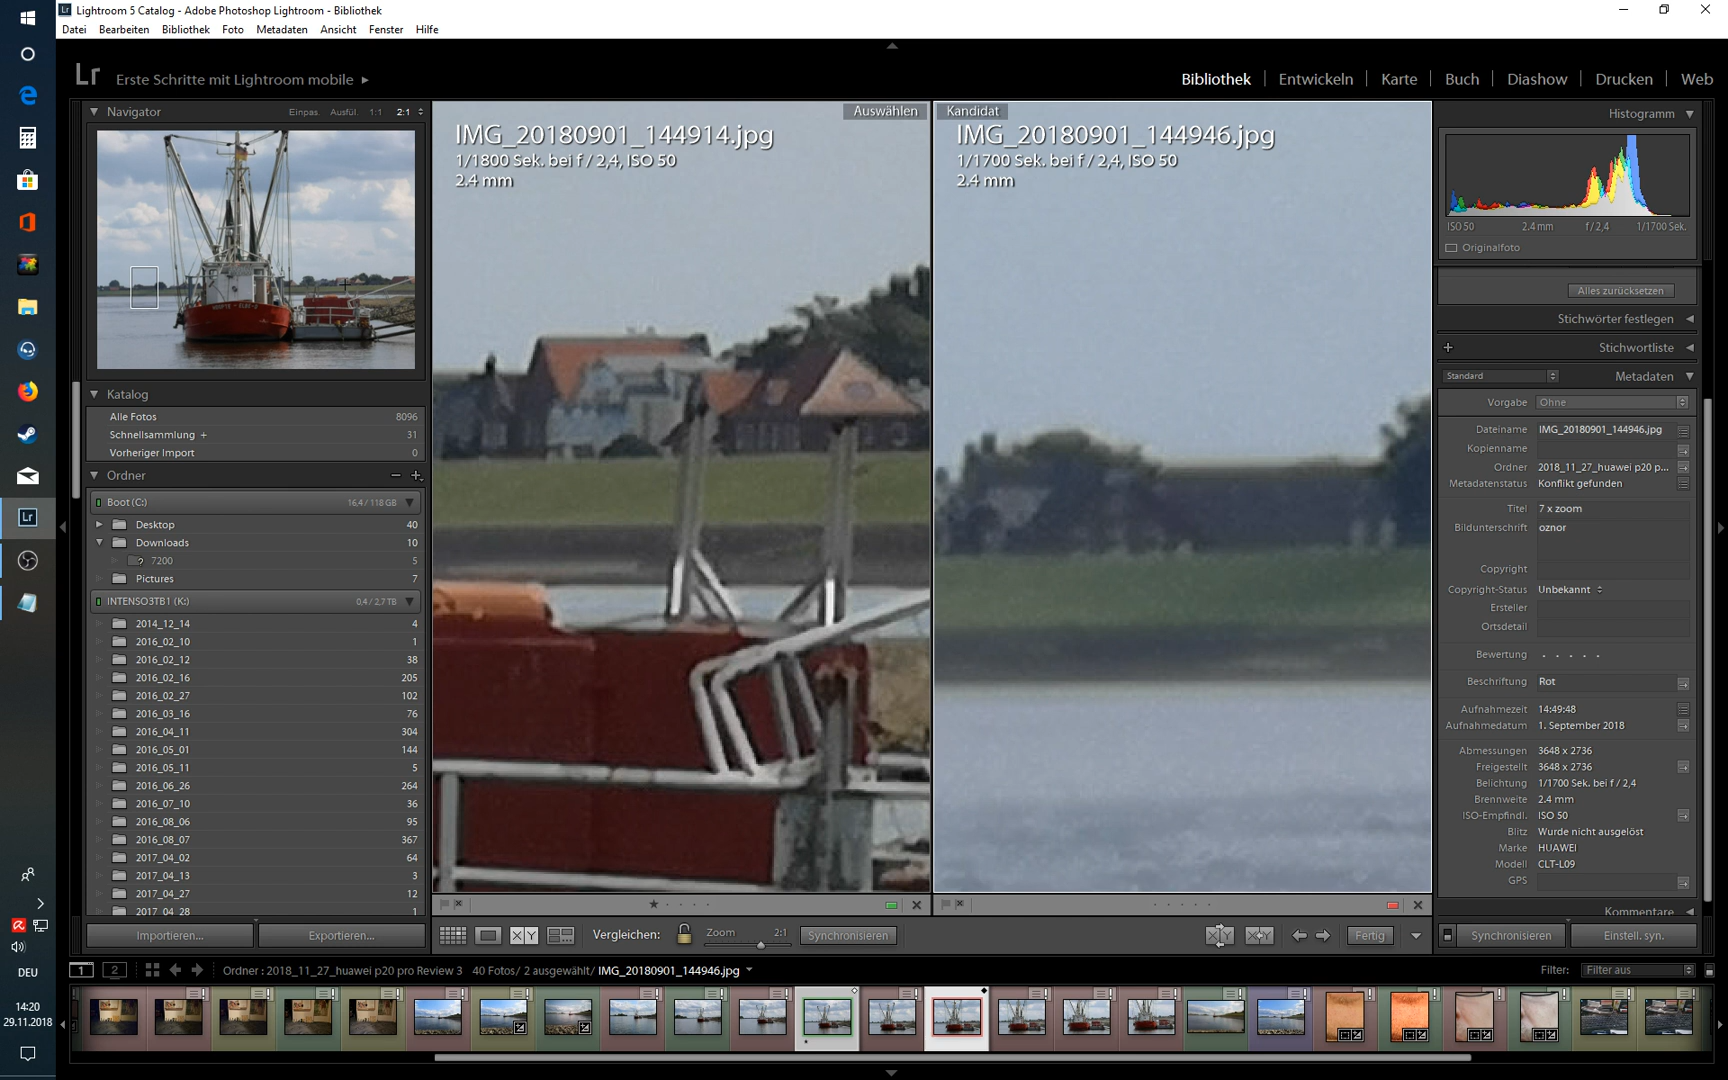 Lr Lightroom 5 Catalog - Adobe Photoshop Lightroom - Bibliothek
Datei Bearbeiten Bibliothek Foto Metadaten Ansicht Fenster Hilfe
Lr Erste Schritte mit Lightroom mobile
Bibliothek Entwickeln Karte Buch Diashow Drucken Web
Navigator Einpas. Ausfül. 1:1 2:1
Katalog
Alle Fotos 8096
Schnellsammlung + 31
Vorheriger Import 0
Ordner
Boot (C:) 16,4 / 118 GB
Desktop 40
Downloads 10
7200 5
Pictures 7
INTENSO3TB1 (K:) 0,4 / 2,7 TB
2014_12_14 4
2016_02_10 1
2016_02_12 38
2016_02_16 205
2016_02_27 102
2016_03_16 76
2016_04_11 304
2016_05_01 144
2016_05_11 5
2016_06_26 264
2016_07_10 36
2016_08_06 95
2016_08_07 367
2017_04_02 64
2017_04_13 3
2017_04_27 12
2017_04_28 1
Importieren... Exportieren...
Auswählen
IMG_20180901_144914.jpg
1/1800 Sek. bei f / 2,4, ISO 50
2.4 mm
Kandidat
IMG_20180901_144946.jpg
1/1700 Sek. bei f / 2,4, ISO 50
2.4 mm
Histogramm
ISO 50 2.4 mm f / 2,4 1/1700 Sek.
Originalfoto
Alles zurücksetzen
Stichwörter festlegen
Stichwortliste
Standard Metadaten
Vorgabe Ohne
Dateiname IMG_20180901_144946.jpg
Kopienname
Ordner 2018_11_27_huawei p20 p...
Metadatenstatus Konflikt gefunden
Titel 7 x zoom
Bildunterschrift oznor
Copyright
Copyright-Status Unbekannt
Ersteller
Ortsdetail
Bewertung
Beschriftung Rot
Aufnahmezeit 14:49:48
Aufnahmedatum 1. September 2018
Abmessungen 3648 x 2736
Freigestellt 3648 x 2736
Belichtung 1/1700 Sek. bei f / 2,4
Brennweite 2.4 mm
ISO-Empfindl. ISO 50
Blitz Wurde nicht ausgelöst
Marke HUAWEI
Modell CLT-L09
GPS
Kommentare
XY Vergleichen: Zoom 2:1 Synchronisieren
Fertig
Synchronisieren Einstell. syn.
1 2 Ordner : 2018_11_27_huawei p20 pro Review 3 40 Fotos/ 2 ausgewählt/ IMG_20180901_144946.jpg
Filter: Filter aus
Lr
DEU
14:20
29.11.2018